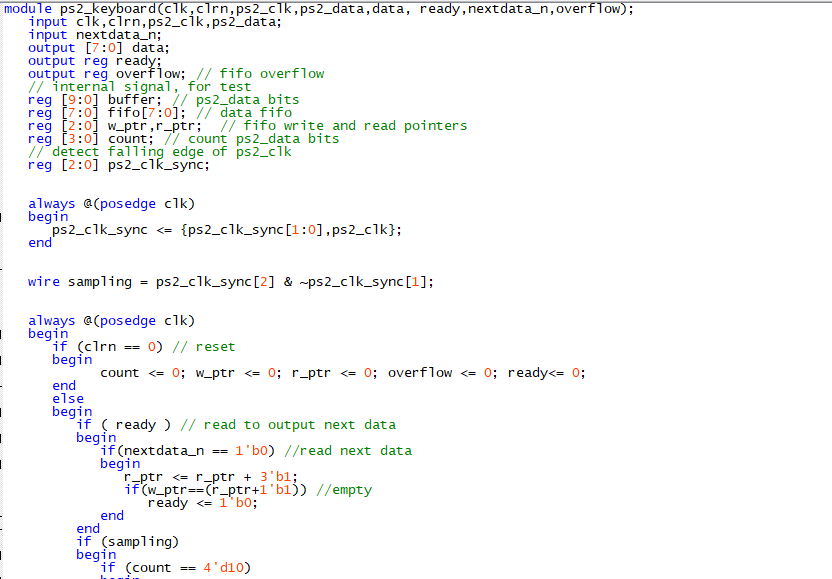 module ps2_keyboard(clk,clrn,ps2_clk,ps2_data,data, ready,nextdata_n,overflow);
input clk,clrn,ps2_clk,ps2_data;
input nextdata_n;
output [7:0] data;
output reg ready;
output reg overflow; // fifo overflow
// internal signal, for test
reg [9:0] buffer; // ps2_data bits
reg [7:0] fifo[7:0]; // data fifo
reg [2:0] w_ptr,r_ptr; // fifo write and read pointers
reg [3:0] count; // count ps2_data bits
// detect falling edge of ps2_clk
reg [2:0] ps2_clk_sync;
always @(posedge clk)
begin
ps2_clk_sync <= {ps2_clk_sync[1:0],ps2_clk};
end
wire sampling = ps2_clk_sync[2] & ~ps2_clk_sync[1];
always @(posedge clk)
begin
if (clrn == 0) // reset
begin
count <= 0; w_ptr <= 0; r_ptr <= 0; overflow <= 0; ready<= 0;
end
else
begin
if ( ready ) // read to output next data
begin
if(nextdata_n == 1'b0) //read next data
begin
r_ptr <= r_ptr + 3'b1;
if(w_ptr==(r_ptr+1'b1)) //empty
ready <= 1'b0;
end
end
if (sampling)
begin
if (count == 4'd10)